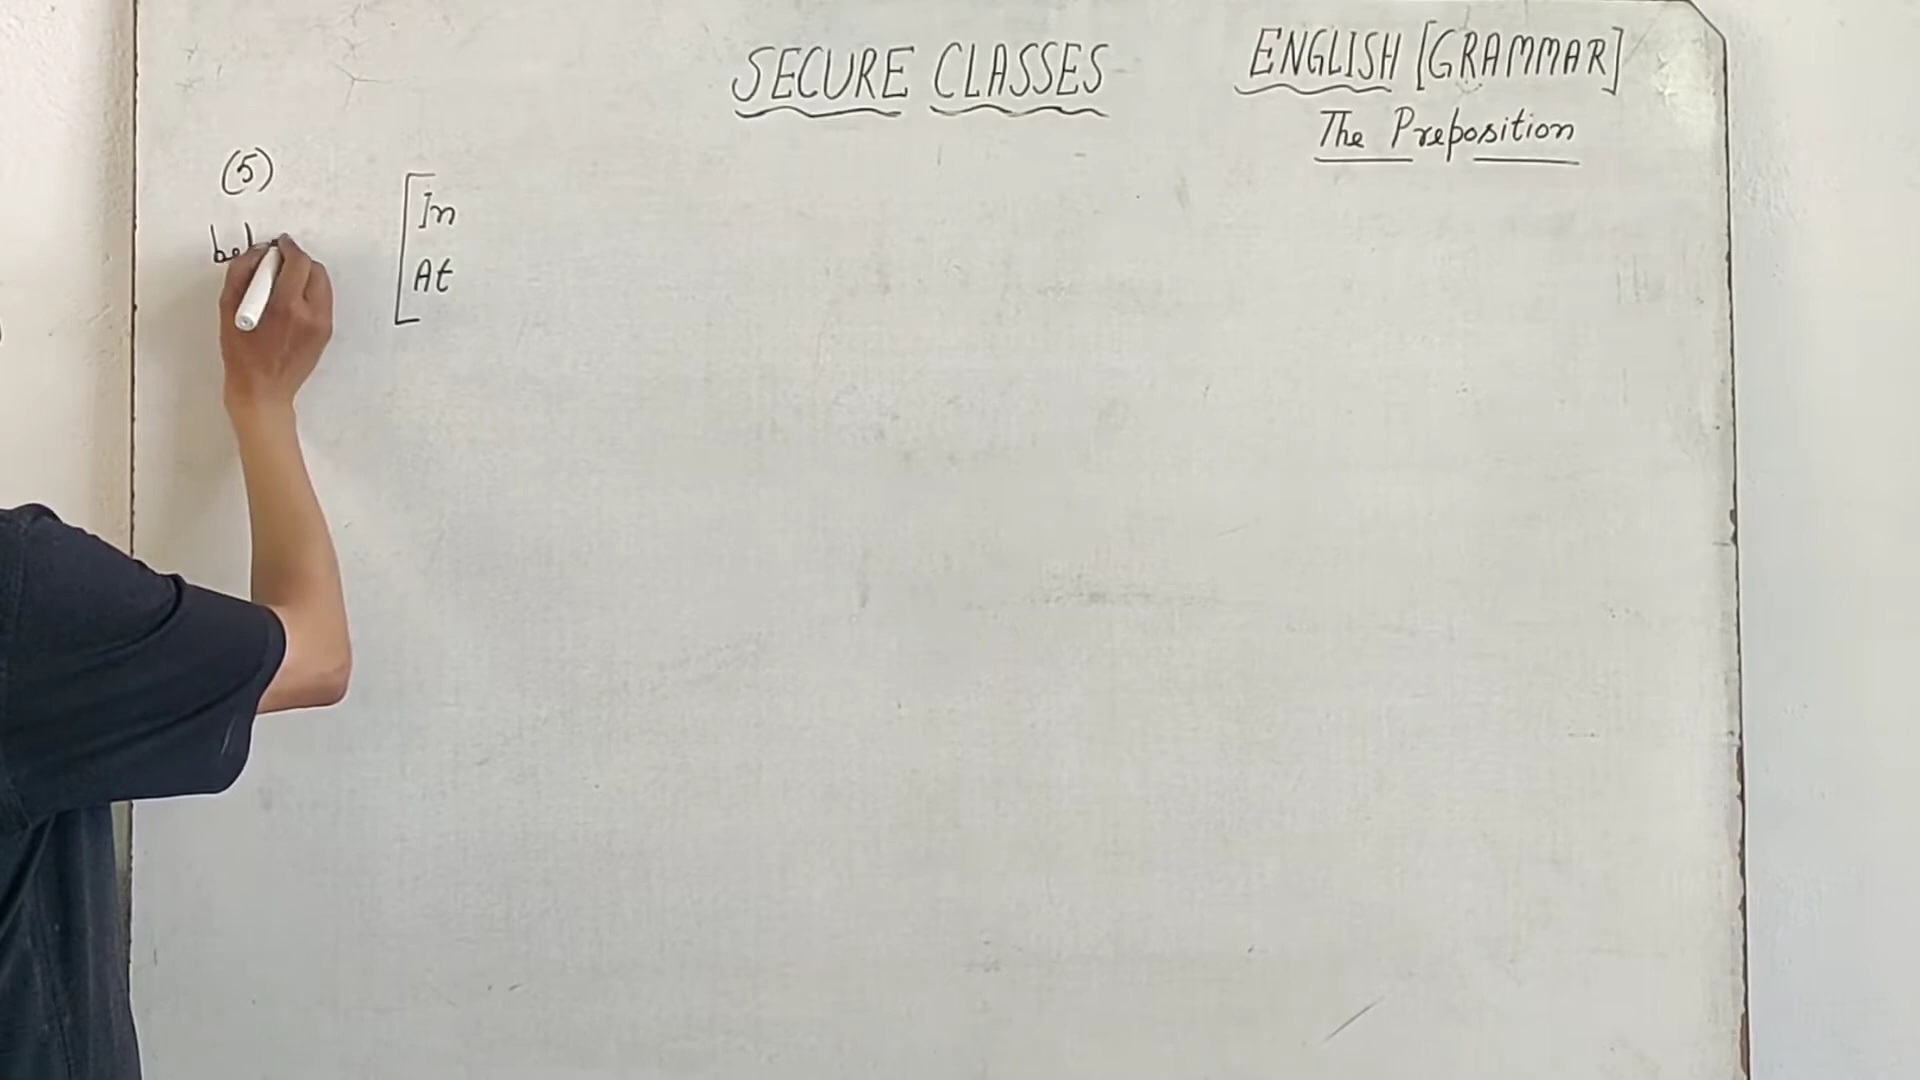 SECURE CLASSES
ENGLISH [GRAMMAR]
The Preposition
(5)
In
At